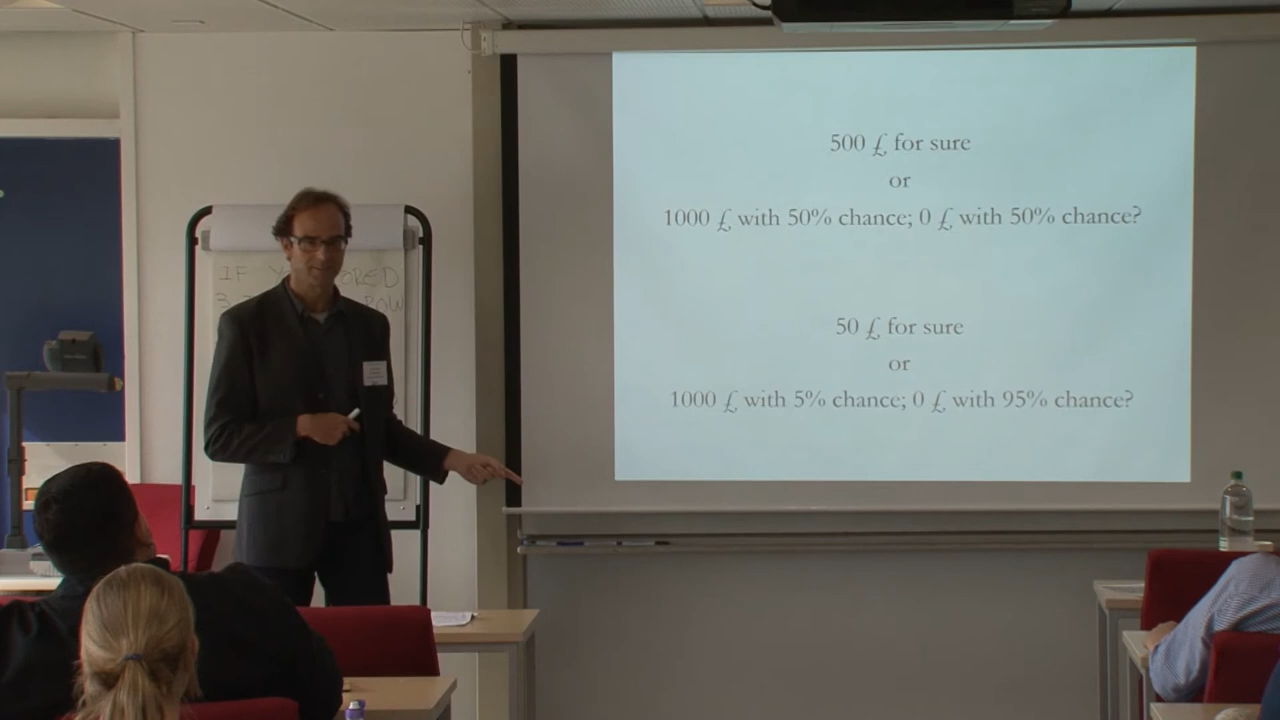 500 £ for sure
or
1000 £ with 50% chance; 0 £ with 50% chance?
50 £ for sure
or
1000 £ with 5% chance; 0 £ with 95% chance?
IF